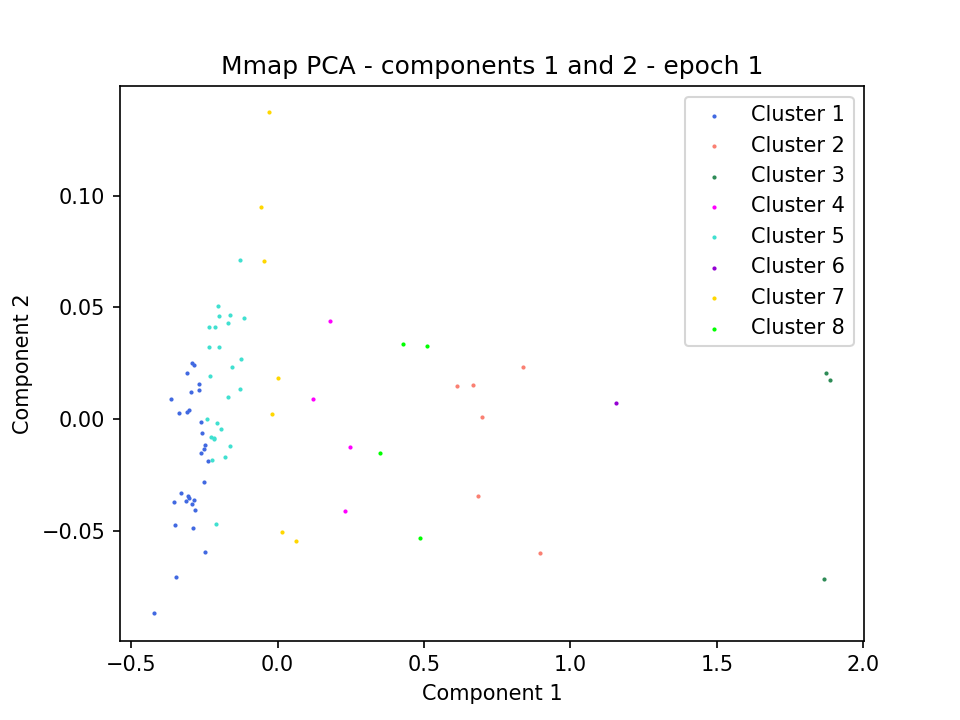 Mmap PCA - components 1 and 2 - epoch 1
Cluster 1
Cluster 2
Cluster 3
Cluster 4
Cluster 5
Cluster 6
Cluster 7
Cluster 8
0.10
0.05
0.00
−0.05
Component 2
−0.5 0.0 0.5 1.0 1.5 2.0
Component 1